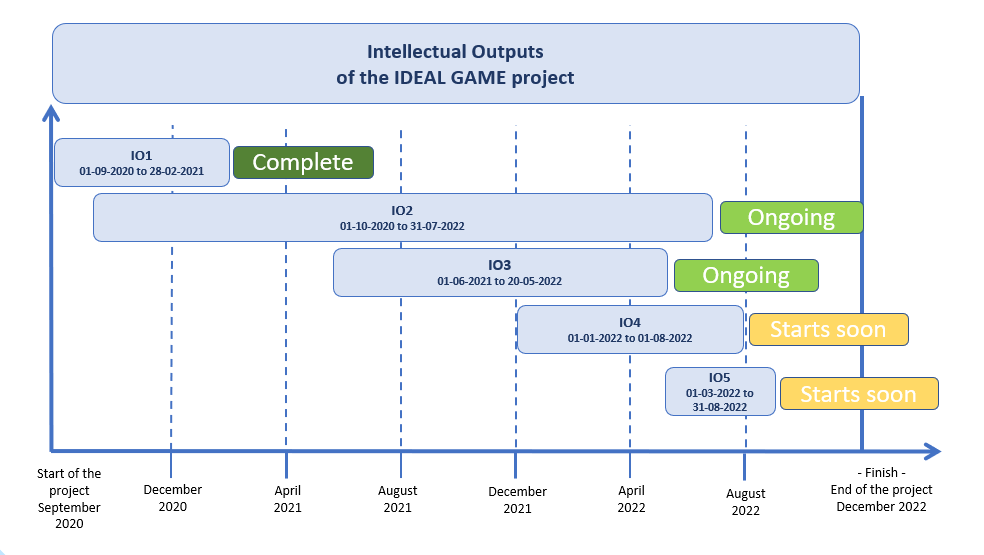 Intellectual Outputs
of the IDEAL GAME project
IO1
01-09-2020 to 28-02-2021
Complete
IO2
01-10-2020 to 31-07-2022
Ongoing
IO3
01-06-2021 to 20-05-2022
Ongoing
IO4
01-01-2022 to 01-08-2022
Starts soon
IO5
01-03-2022 to
31-08-2022
Starts soon
Start of the
project
September
2020
December
2020
April
2021
August
2021
December
2021
April
2022
August
2022
- Finish -
End of the project
December 2022